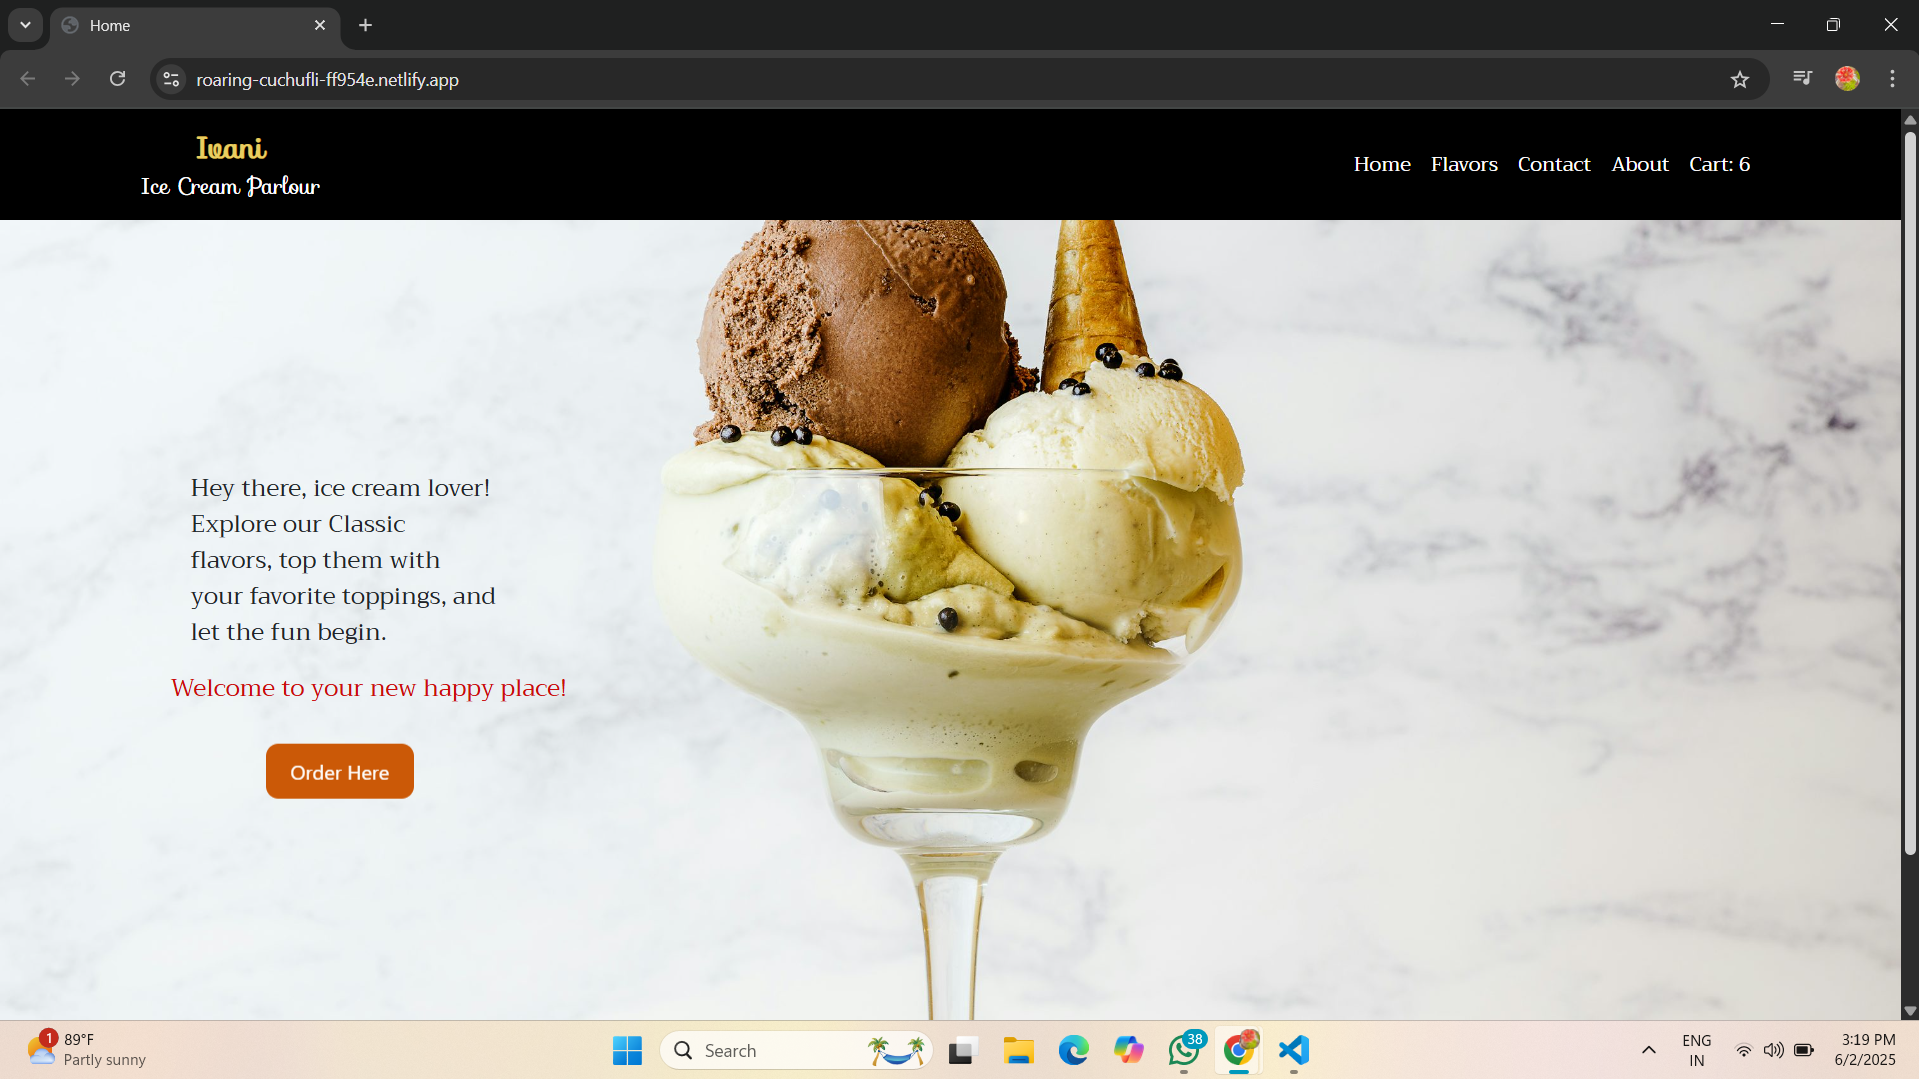 Home
roaring-cuchufli-ff954e.netlify.app
Ivani
Ice Cream Parlour
Home Flavors Contact About Cart: 6
Hey there, ice cream lover!
Explore our Classic
flavors, top them with
your favorite toppings, and
let the fun begin.
Welcome to your new happy place!
Order Here
1
89°F
Partly sunny
Search
38
ENG
IN
3:19 PM
6/2/2025